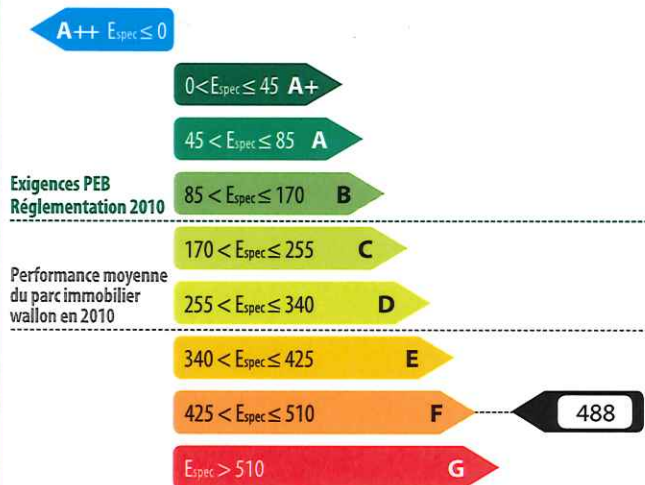 A++ Espec ≤ 0
0 < Espec ≤ 45 A+
45 < Espec ≤ 85 A
Exigences PEB
Réglementation 2010
85 < Espec ≤ 170 B
170 < Espec ≤ 255 C
Performance moyenne
du parc immobilier
wallon en 2010
255 < Espec ≤ 340 D
340 < Espec ≤ 425 E
425 < Espec ≤ 510 F
488
Espec > 510 G